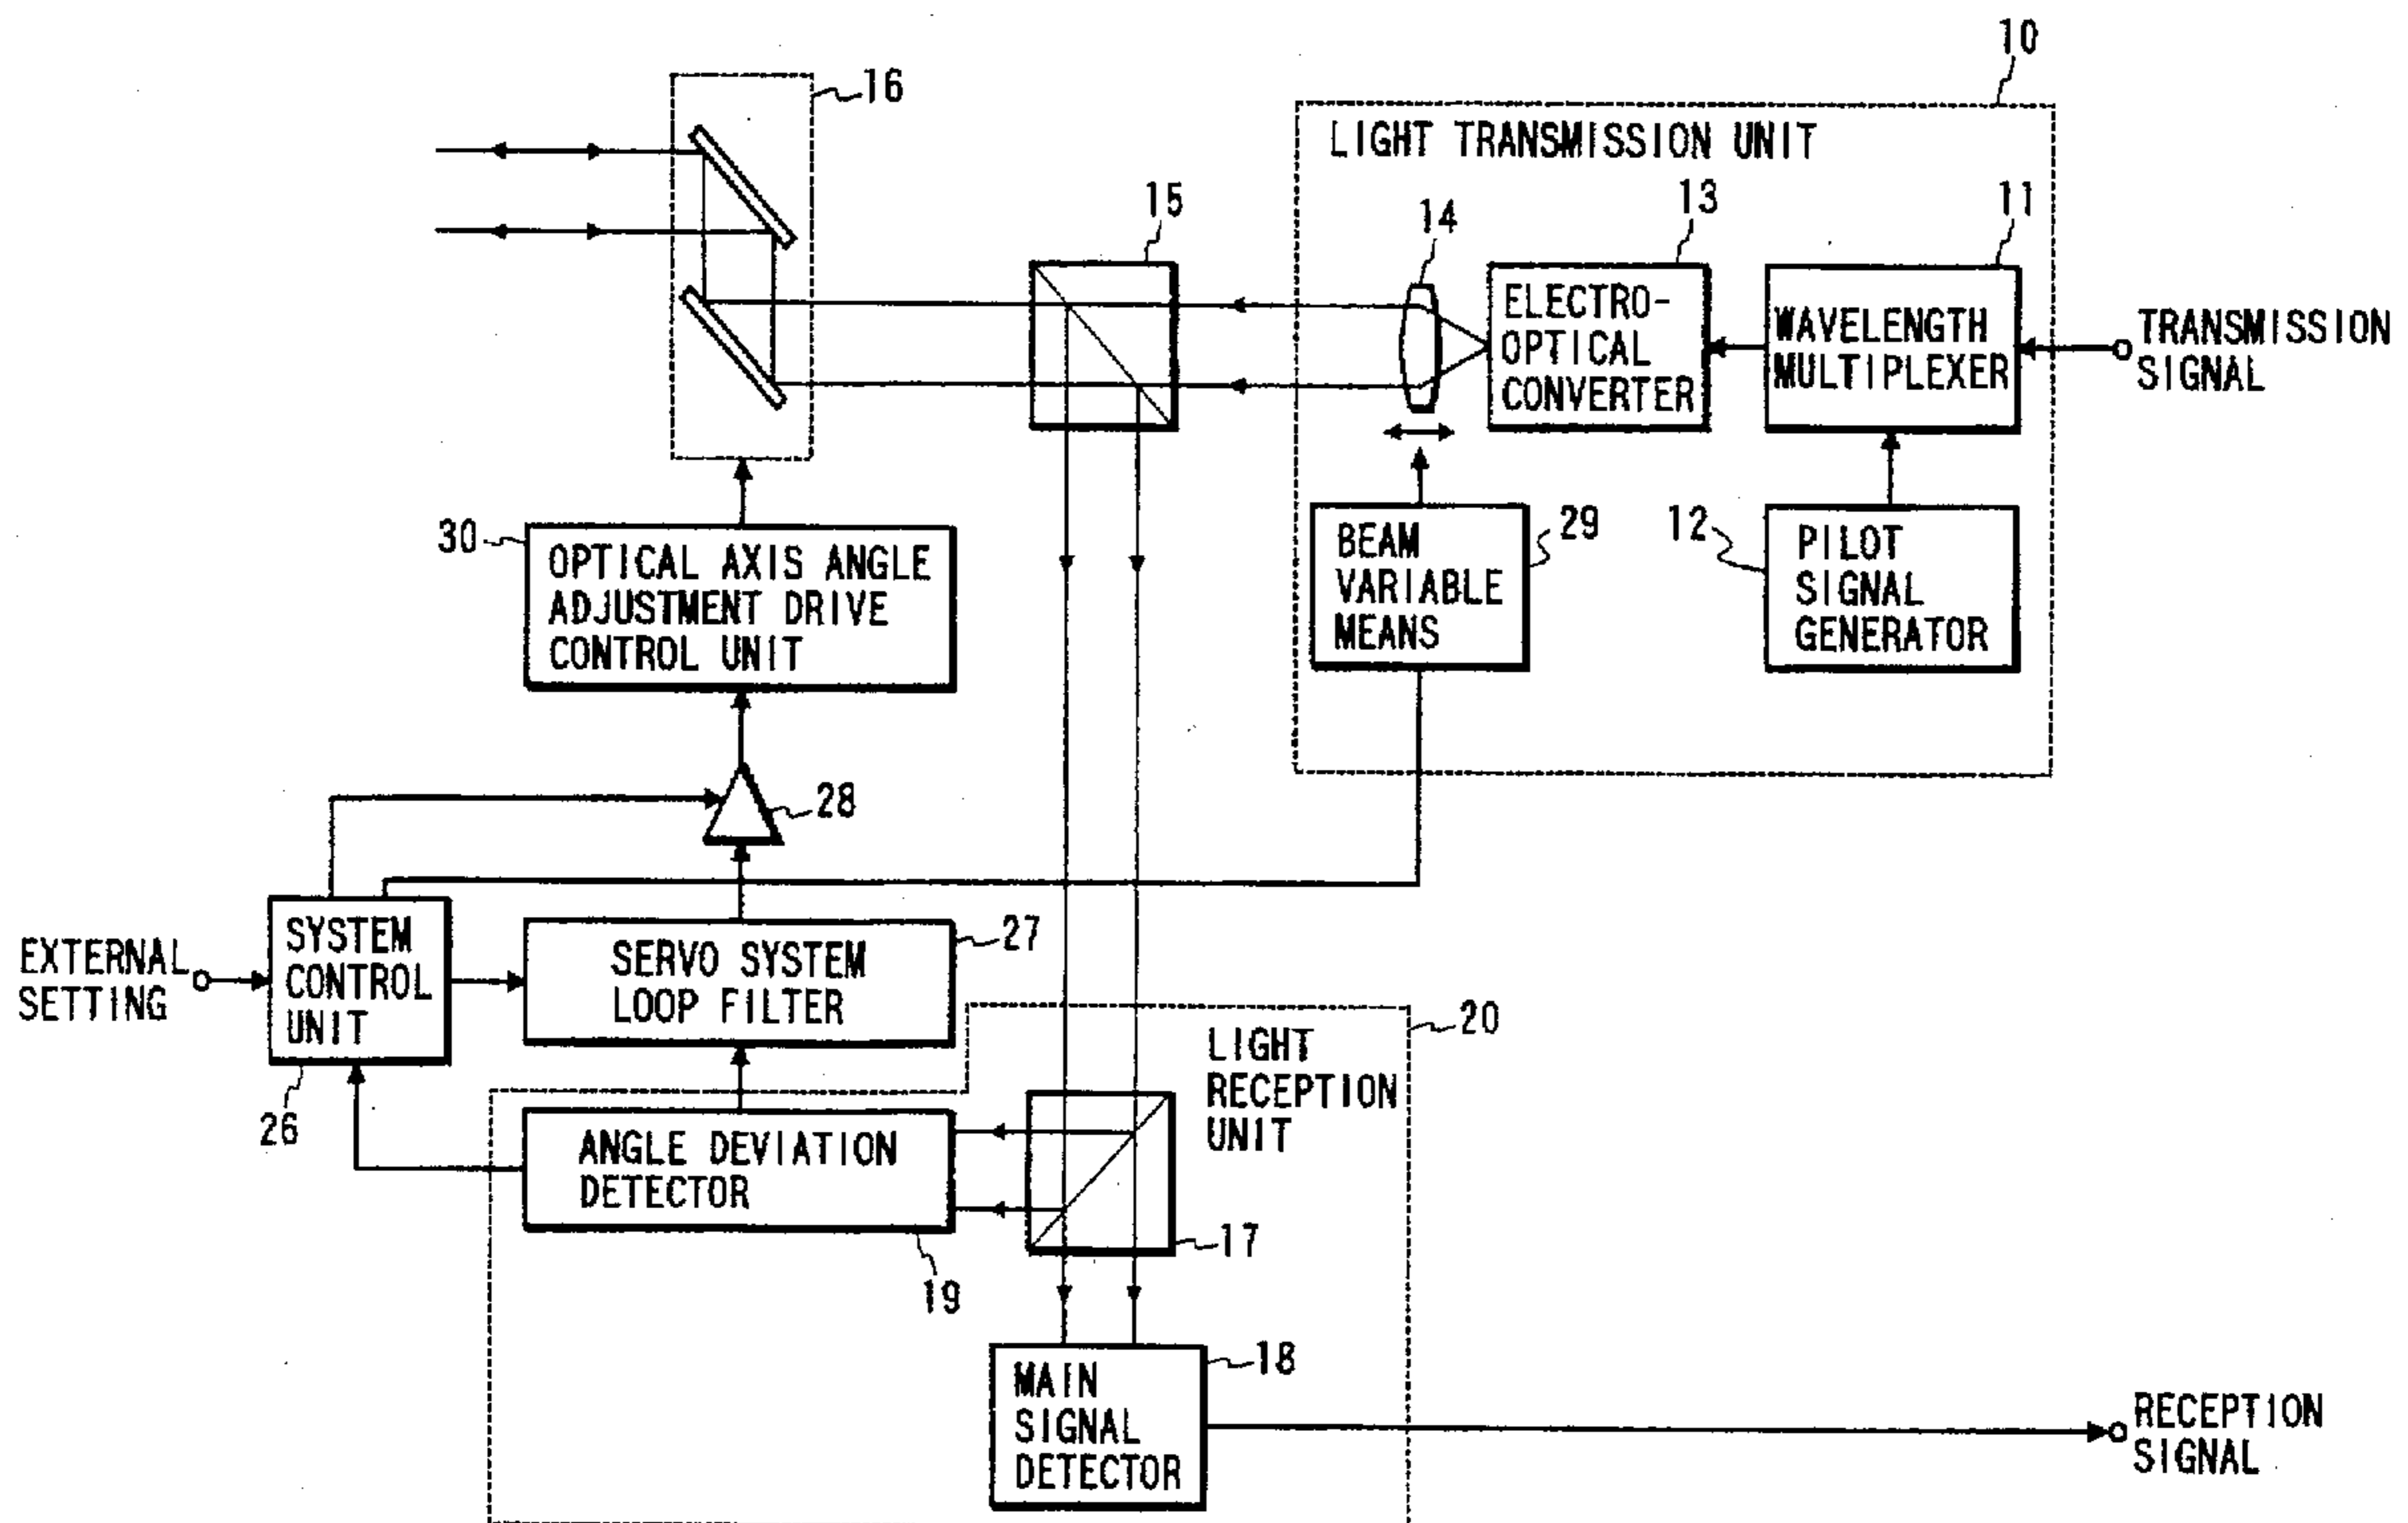 10
16
LIGHT TRANSMISSION UNIT
15
14
13
11
ELECTRO-
OPTICAL
CONVERTER
WAVELENGTH
MULTIPLEXER
TRANSMISSION
SIGNAL
30
OPTICAL AXIS ANGLE
ADJUSTMENT DRIVE
CONTROL UNIT
BEAM
VARIABLE
MEANS
29
12
PILOT
SIGNAL
GENERATOR
28
EXTERNAL
SETTING
SYSTEM
CONTROL
UNIT
26
SERVO SYSTEM
LOOP FILTER
27
20
LIGHT
RECEPTION
UNIT
ANGLE DEVIATION
DETECTOR
19
17
18
MAIN
SIGNAL
DETECTOR
RECEPTION
SIGNAL